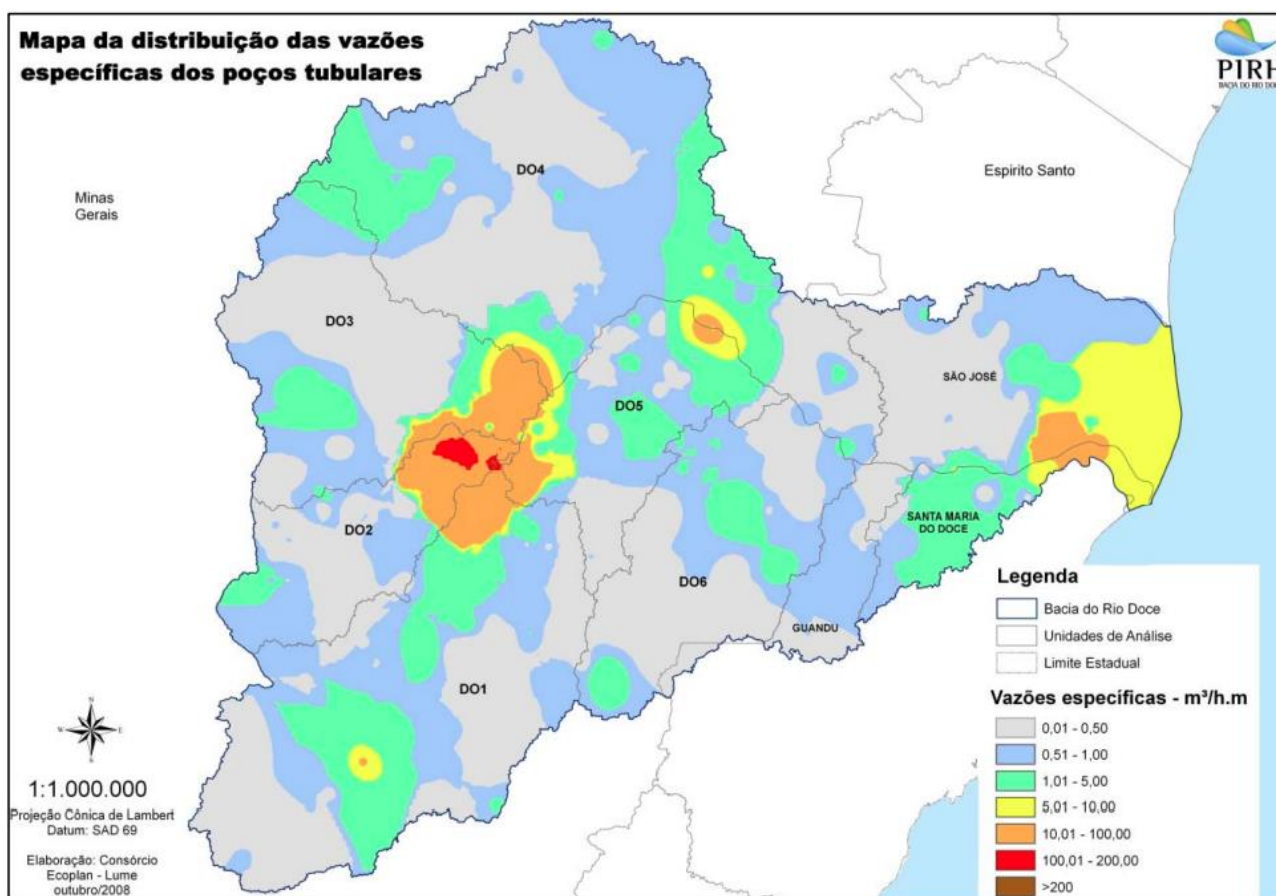 Mapa da distribuição das vazões
específicas dos poços tubulares
PIRH
BACIA DO RIO DOCE
Minas
Gerais
Espirito Santo
DO4
DO3
DO5
SÃO JOSÉ
DO2
SANTA MARIA
DO DOCE
DO6
GUANDU
DO1
N
W
E
S
1:1.000.000
Projeção Cônica de Lambert
Datum: SAD 69
Elaboração: Consórcio
Ecoplan - Lume
outubro/2008
Legenda
Bacia do Rio Doce
Unidades de Análise
Limite Estadual
Vazões específicas - m³/h.m
0,01 - 0,50
0,51 - 1,00
1,01 - 5,00
5,01 - 10,00
10,01 - 100,00
100,01 - 200,00
>200